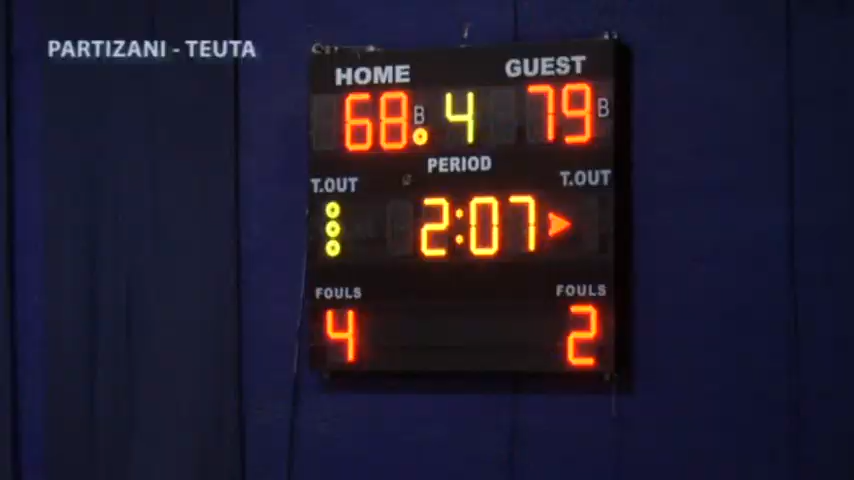 PARTIZANI - TEUTA
HOME GUEST
68 B 4 79 B
PERIOD
T.OUT T.OUT
2:07
FOULS FOULS
4 2